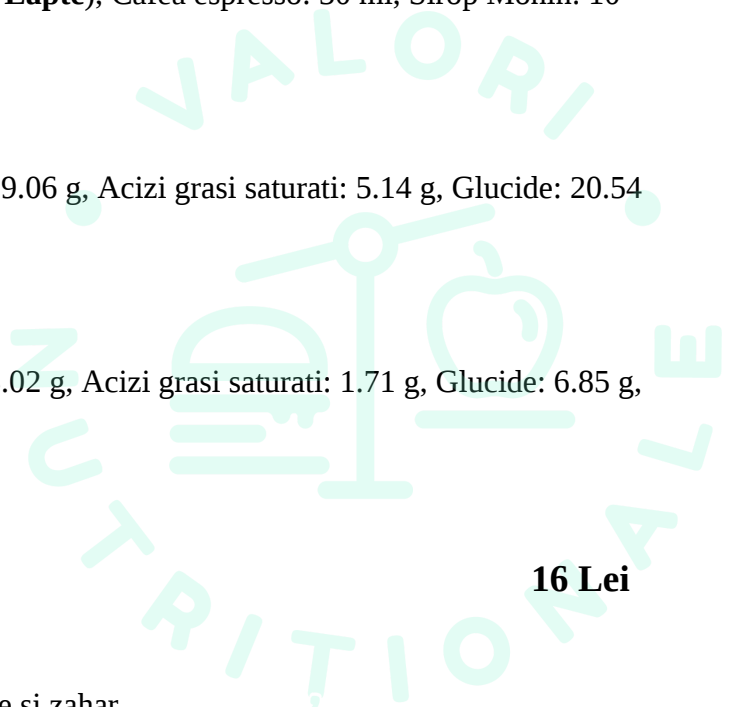 Lapte), Cafea espresso: 30 ml, Sirop Monin: 10
VALORI
9.06 g, Acizi grasi saturati: 5.14 g, Glucide: 20.54
.02 g, Acizi grasi saturati: 1.71 g, Glucide: 6.85 g,
NUTRITIONALE
16 Lei
e si zahar